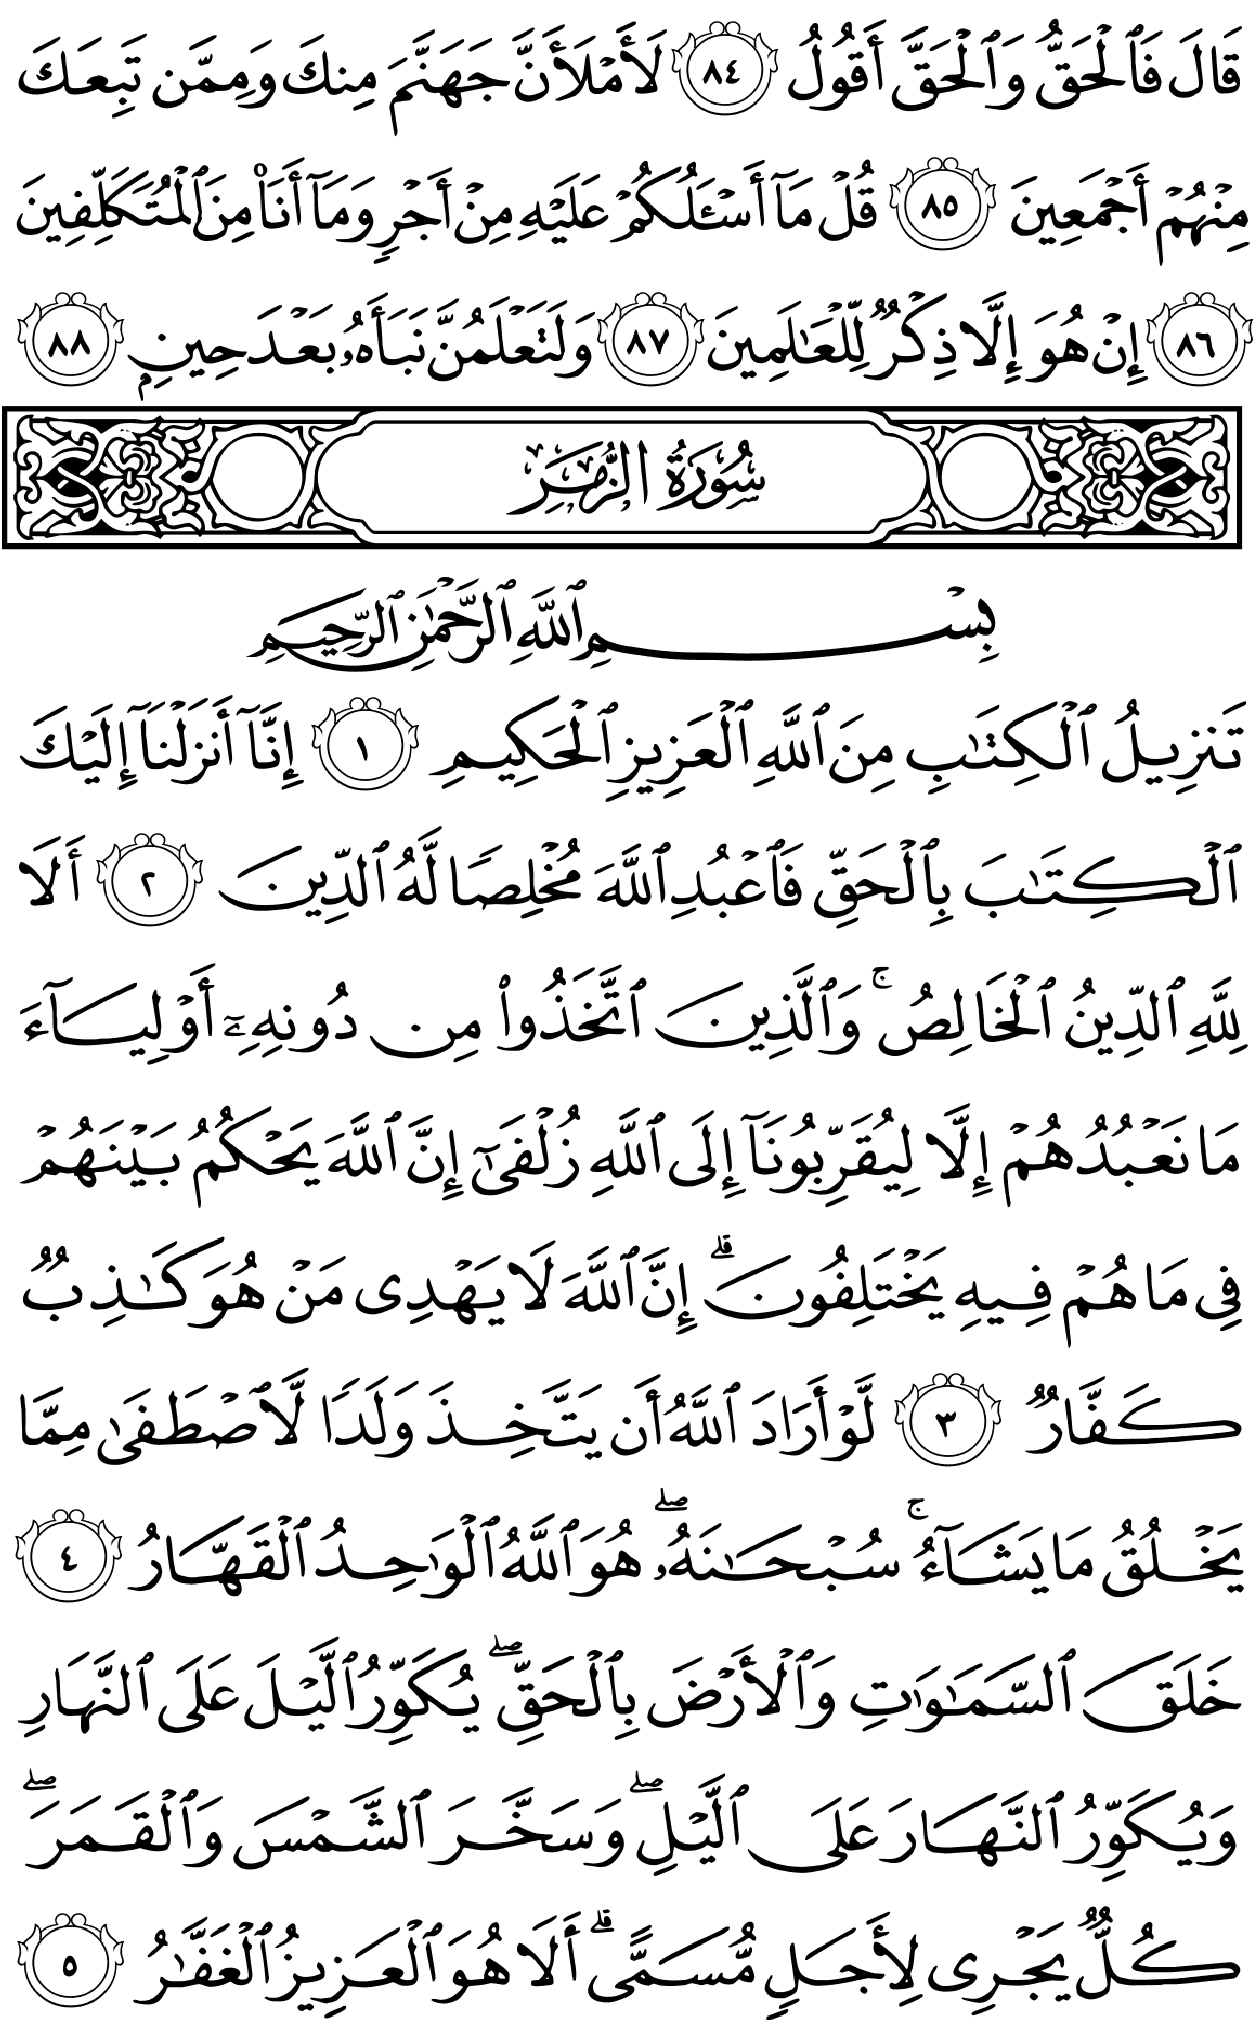 قَالَ فَٱلْحَقُّ وَٱلْحَقَّ أَقُولُ ٨٤ لَأَمْلَأَنَّ جَهَنَّمَ مِنكَ وَمِمَّن تَبِعَكَ
مِنْهُمْ أَجْمَعِينَ ٨٥ قُلْ مَآ أَسْـَٔلُكُمْ عَلَيْهِ مِنْ أَجْرٍ وَمَآ أَنَا۠ مِنَ ٱلْمُتَكَلِّفِينَ
٨٦ إِنْ هُوَ إِلَّا ذِكْرٌ لِّلْعَـٰلَمِينَ ٨٧ وَلَتَعْلَمُنَّ نَبَأَهُۥ بَعْدَ حِينٍۭ ٨٨
سُورَةُ الزُّمَرِ
بِسْمِ ٱللَّهِ ٱلرَّحْمَـٰنِ ٱلرَّحِيمِ
تَنزِيلُ ٱلْكِتَـٰبِ مِنَ ٱللَّهِ ٱلْعَزِيزِ ٱلْحَكِيمِ ١ إِنَّآ أَنزَلْنَآ إِلَيْكَ
ٱلْكِتَـٰبَ بِٱلْحَقِّ فَٱعْبُدِ ٱللَّهَ مُخْلِصًا لَّهُ ٱلدِّينَ ٢ أَلَا
لِلَّهِ ٱلدِّينُ ٱلْخَالِصُ ۚ وَٱلَّذِينَ ٱتَّخَذُوا۟ مِن دُونِهِۦٓ أَوْلِيَآءَ
مَا نَعْبُدُهُمْ إِلَّا لِيُقَرِّبُونَآ إِلَى ٱللَّهِ زُلْفَىٰٓ إِنَّ ٱللَّهَ يَحْكُمُ بَيْنَهُمْ
فِى مَا هُمْ فِيهِ يَخْتَلِفُونَ ۗ إِنَّ ٱللَّهَ لَا يَهْدِى مَنْ هُوَ كَـٰذِبٌ
كَفَّارٌ ٣ لَّوْ أَرَادَ ٱللَّهُ أَن يَتَّخِذَ وَلَدًا لَّٱصْطَفَىٰ مِمَّا
يَخْلُقُ مَا يَشَآءُ ۚ سُبْحَـٰنَهُۥ ۖ هُوَ ٱللَّهُ ٱلْوَٰحِدُ ٱلْقَهَّارُ ٤
خَلَقَ ٱلسَّمَـٰوَٰتِ وَٱلْأَرْضَ بِٱلْحَقِّ ۖ يُكَوِّرُ ٱلَّيْلَ عَلَى ٱلنَّهَارِ
وَيُكَوِّرُ ٱلنَّهَارَ عَلَى ٱلَّيْلِ ۖ وَسَخَّرَ ٱلشَّمْسَ وَٱلْقَمَرَ ۖ
كُلٌّ يَجْرِى لِأَجَلٍ مُّسَمًّى ۗ أَلَا هُوَ ٱلْعَزِيزُ ٱلْغَفَّـٰرُ ٥